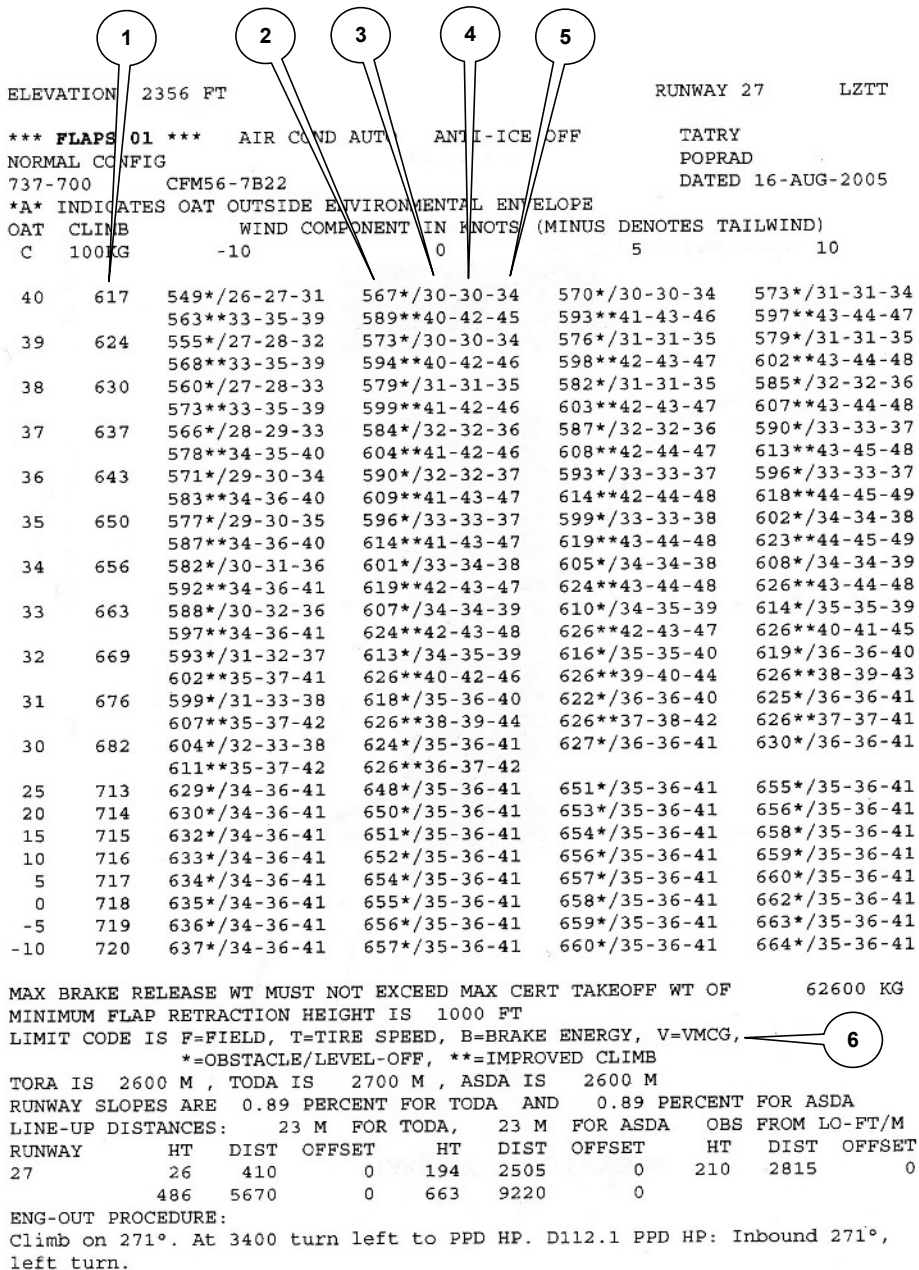 1 2 3 4 5
ELEVATION 2356 FT RUNWAY 27 LZTT
*** FLAPS 01 *** AIR COND AUTO ANTI-ICE OFF TATRY
NORMAL CONFIG POPRAD
737-700 CFM56-7B22 DATED 16-AUG-2005
*A* INDICATES OAT OUTSIDE ENVIRONMENTAL ENVELOPE
OAT CLIMB WIND COMPONENT IN KNOTS (MINUS DENOTES TAILWIND)
C 100KG -10 0 5 10
40 617 549*/26-27-31 567*/30-30-34 570*/30-30-34 573*/31-31-34
563**33-35-39 589**40-42-45 593**41-43-46 597**43-44-47
39 624 555*/27-28-32 573*/30-30-34 576*/31-31-35 579*/31-31-35
568**33-35-39 594**40-42-46 598**42-43-47 602**43-44-48
38 630 560*/27-28-33 579*/31-31-35 582*/31-31-35 585*/32-32-36
573**33-35-39 599**41-42-46 603**42-43-47 607**43-44-48
37 637 566*/28-29-33 584*/32-32-36 587*/32-32-36 590*/33-33-37
578**34-35-40 604**41-42-46 608**42-44-47 613**43-45-48
36 643 571*/29-30-34 590*/32-32-37 593*/33-33-37 596*/33-33-37
583**34-36-40 609**41-43-47 614**42-44-48 618**44-45-49
35 650 577*/29-30-35 596*/33-33-37 599*/33-33-38 602*/34-34-38
587**34-36-40 614**41-43-47 619**43-44-48 623**44-45-49
34 656 582*/30-31-36 601*/33-34-38 605*/34-34-38 608*/34-34-39
592**34-36-41 619**42-43-47 624**43-44-48 626**43-44-48
33 663 588*/30-32-36 607*/34-34-39 610*/34-35-39 614*/35-35-39
597**34-36-41 624**42-43-48 626**42-43-47 626**40-41-45
32 669 593*/31-32-37 613*/34-35-39 616*/35-35-40 619*/36-36-40
602**35-37-41 626**40-42-46 626**39-40-44 626**38-39-43
31 676 599*/31-33-38 618*/35-36-40 622*/36-36-40 625*/36-36-41
607**35-37-42 626**38-39-44 626**37-38-42 626**37-37-41
30 682 604*/32-33-38 624*/35-36-41 627*/36-36-41 630*/36-36-41
611**35-37-42 626**36-37-42
25 713 629*/34-36-41 648*/35-36-41 651*/35-36-41 655*/35-36-41
20 714 630*/34-36-41 650*/35-36-41 653*/35-36-41 656*/35-36-41
15 715 632*/34-36-41 651*/35-36-41 654*/35-36-41 658*/35-36-41
10 716 633*/34-36-41 652*/35-36-41 656*/35-36-41 659*/35-36-41
5 717 634*/34-36-41 654*/35-36-41 657*/35-36-41 660*/35-36-41
0 718 635*/34-36-41 655*/35-36-41 658*/35-36-41 662*/35-36-41
-5 719 636*/34-36-41 656*/35-36-41 659*/35-36-41 663*/35-36-41
-10 720 637*/34-36-41 657*/35-36-41 660*/35-36-41 664*/35-36-41
MAX BRAKE RELEASE WT MUST NOT EXCEED MAX CERT TAKEOFF WT OF 62600 KG
MINIMUM FLAP RETRACTION HEIGHT IS 1000 FT
LIMIT CODE IS F=FIELD, T=TIRE SPEED, B=BRAKE ENERGY, V=VMCG, 6
*=OBSTACLE/LEVEL-OFF, **=IMPROVED CLIMB
TORA IS 2600 M , TODA IS 2700 M , ASDA IS 2600 M
RUNWAY SLOPES ARE 0.89 PERCENT FOR TODA AND 0.89 PERCENT FOR ASDA
LINE-UP DISTANCES: 23 M FOR TODA, 23 M FOR ASDA OBS FROM LO-FT/M
RUNWAY HT DIST OFFSET HT DIST OFFSET HT DIST OFFSET
27 26 410 0 194 2505 0 210 2815 0
486 5670 0 663 9220 0
ENG-OUT PROCEDURE:
Climb on 271°. At 3400 turn left to PPD HP. D112.1 PPD HP: Inbound 271°,
left turn.